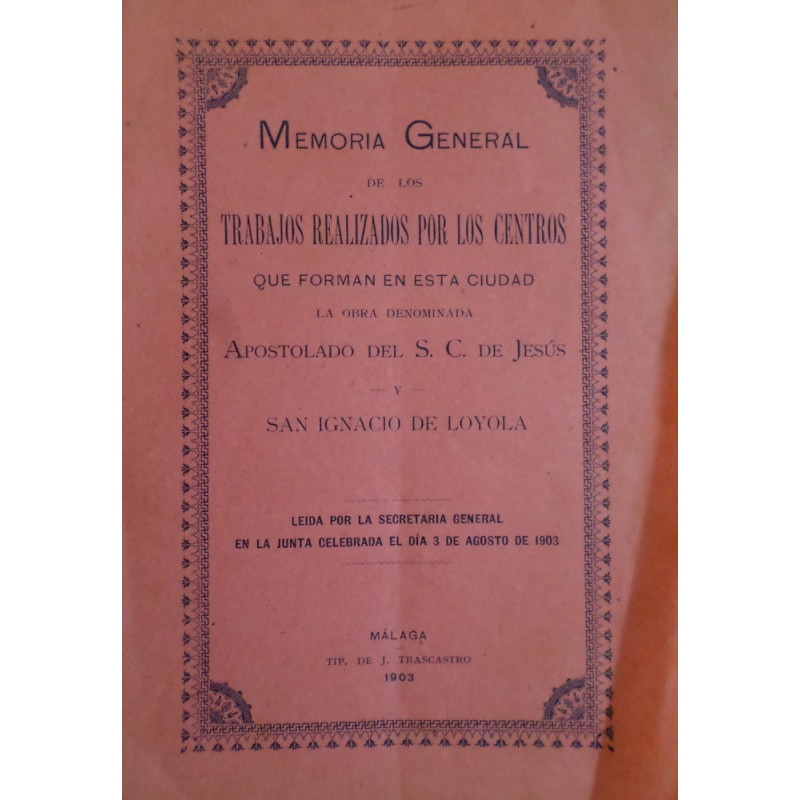 MEMORIA GENERAL
DE LOS
TRABAJOS REALIZADOS POR LOS CENTROS
QUE FORMAN EN ESTA CIUDAD
LA OBRA DENOMINADA
APOSTOLADO DEL S. C. DE JESÚS
— Y —
SAN IGNACIO DE LOYOLA
LEIDA POR LA SECRETARIA GENERAL
EN LA JUNTA CELEBRADA EL DÍA 3 DE AGOSTO DE 1903
MÁLAGA
TIP. DE J. TRASCASTRO
1903